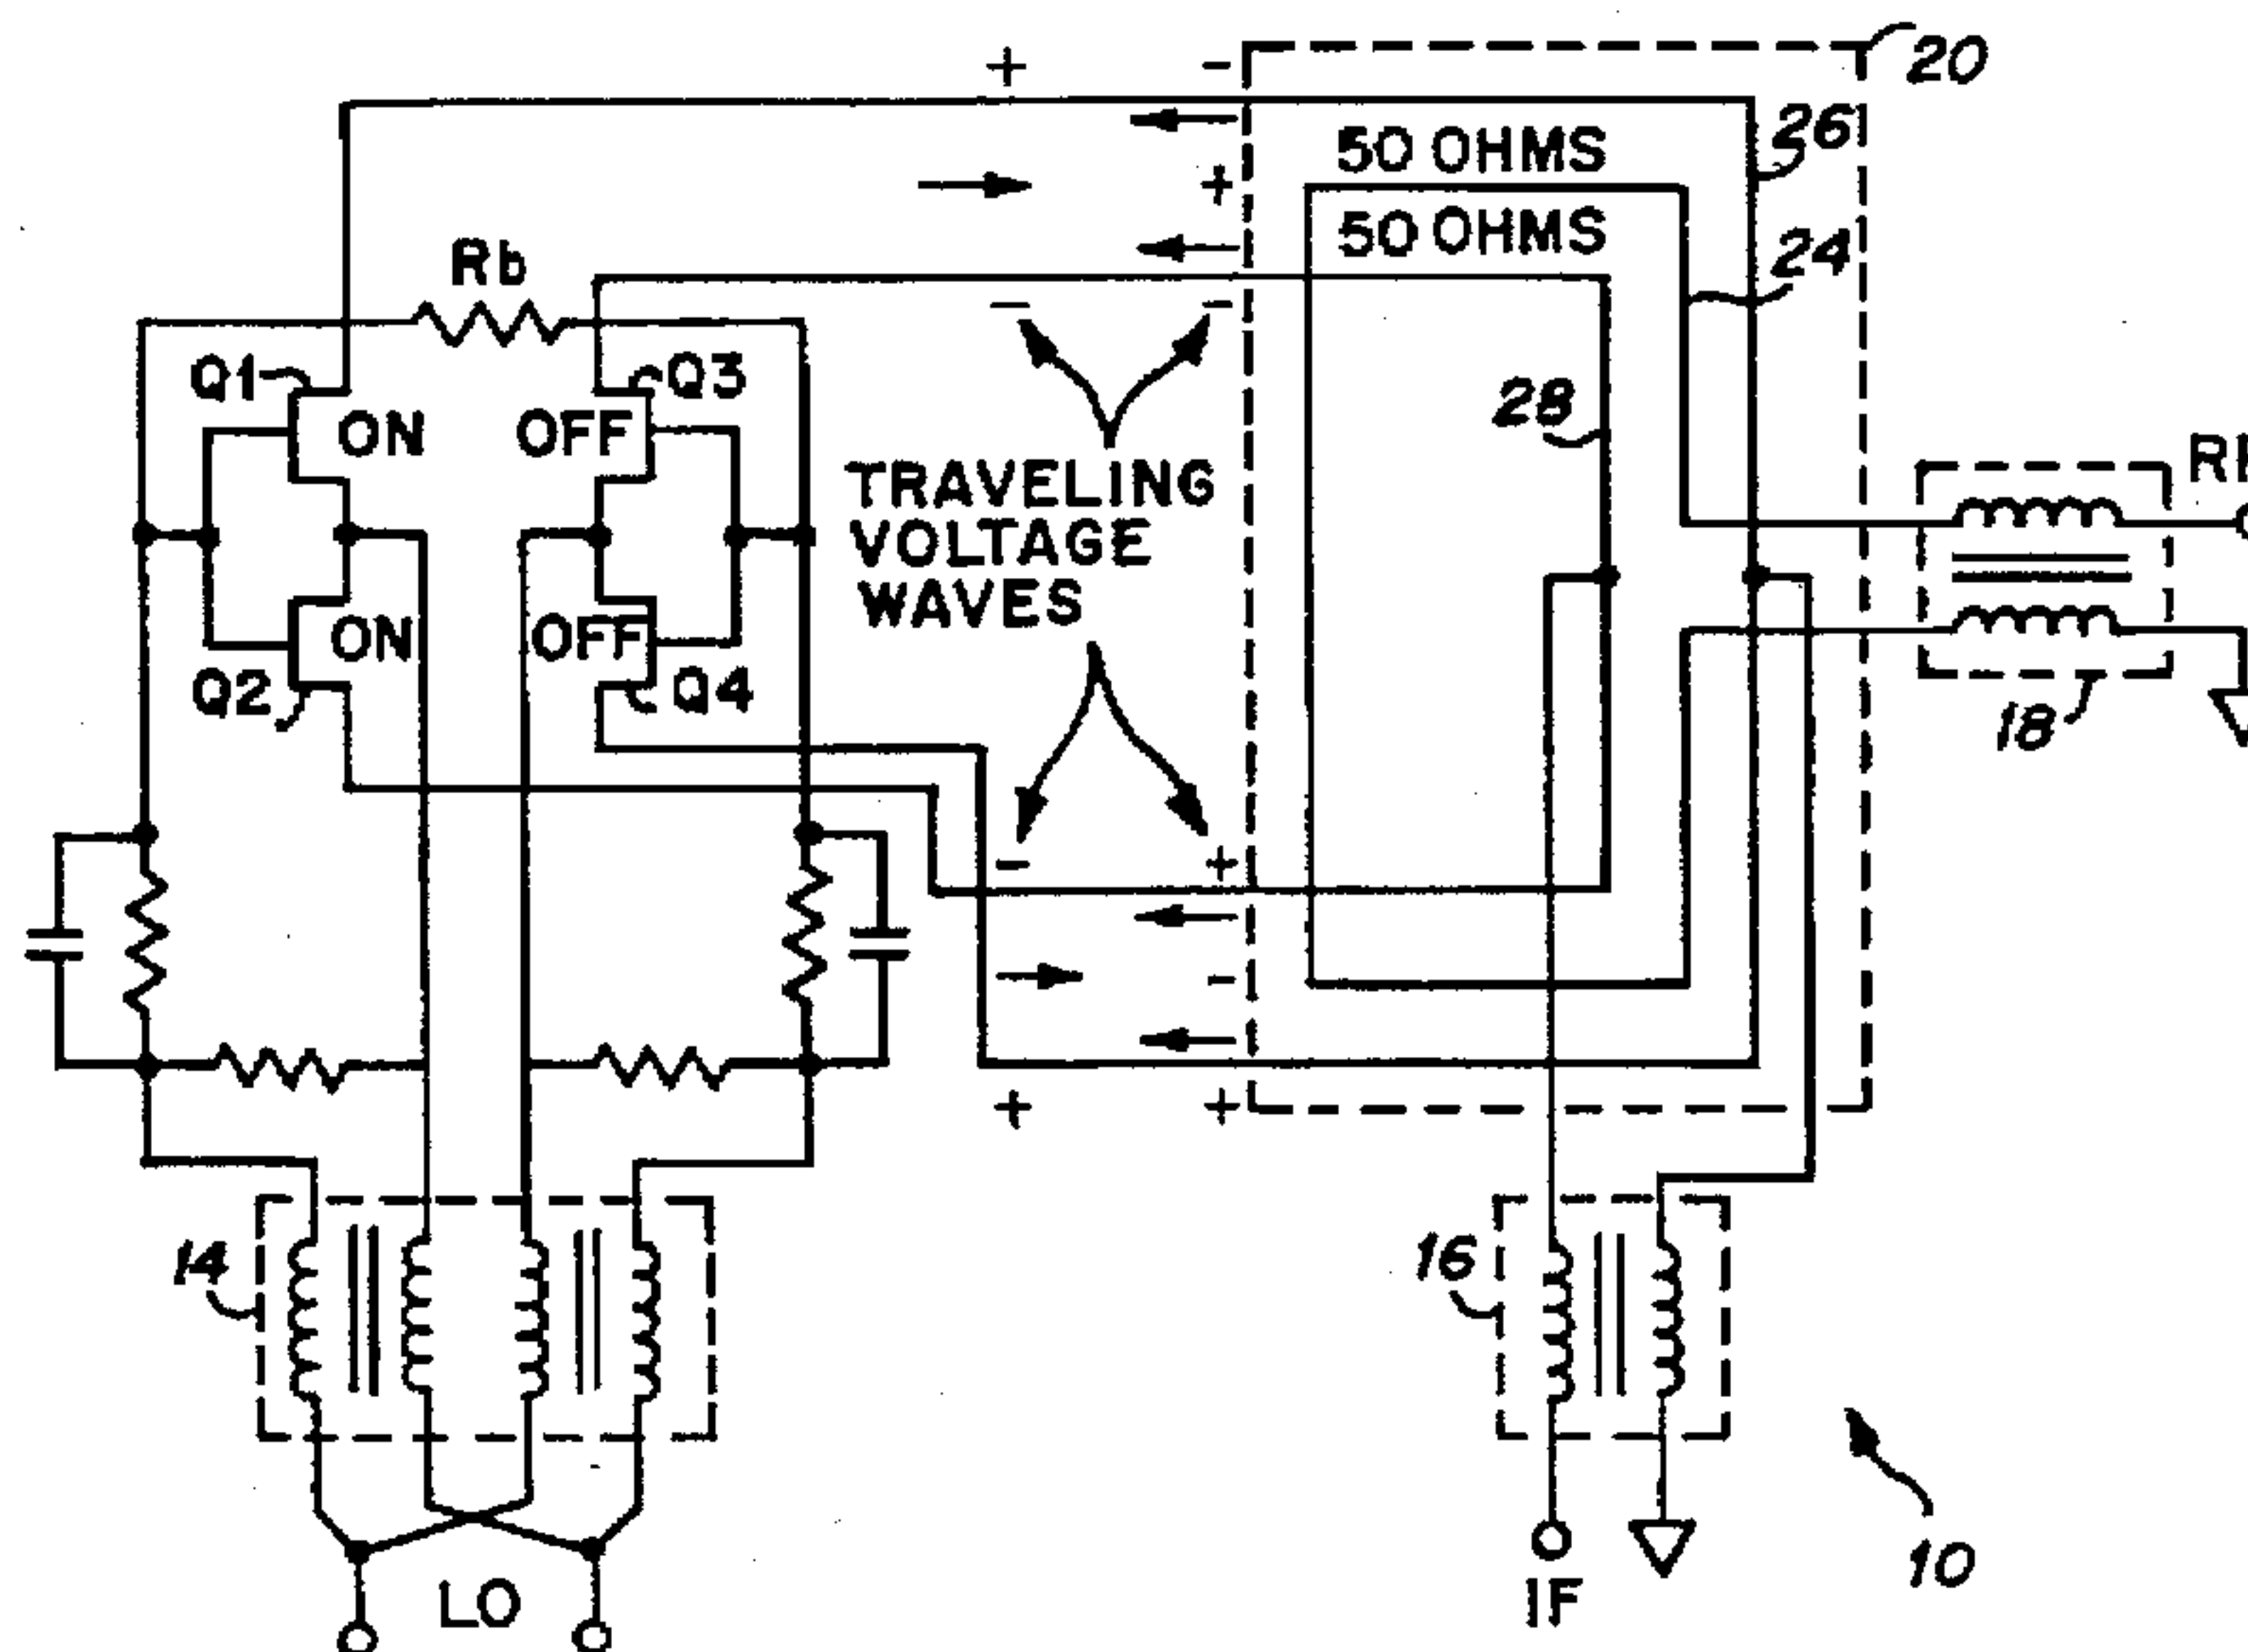 + -
20
26
50 OHMS
+
50 OHMS
24
Rb
- -
Q1
Q3
28
ON
OFF
TRAVELING
VOLTAGE
WAVES
ON
OFF
Q2
Q4
18
- +
-
+ +
14
16
10
LO
IF